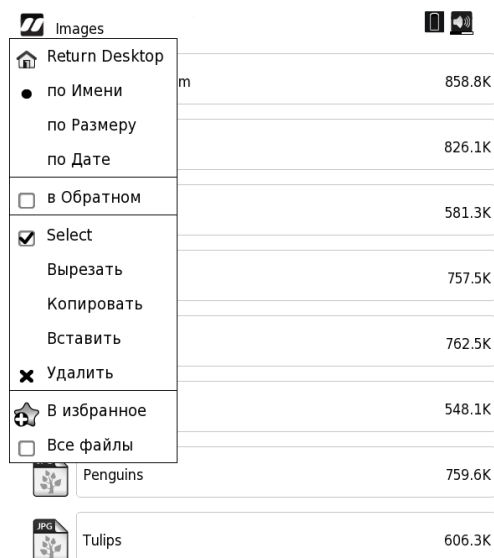 Images
Return Desktop
по Имени
m 858.8K
по Размеру
по Дате
826.1K
в Обратном
581.3K
Select
Вырезать
757.5K
Копировать
Вставить
762.5K
Удалить
В избранное
548.1K
Все файлы
Penguins 759.6K
JPG
Tulips 606.3K